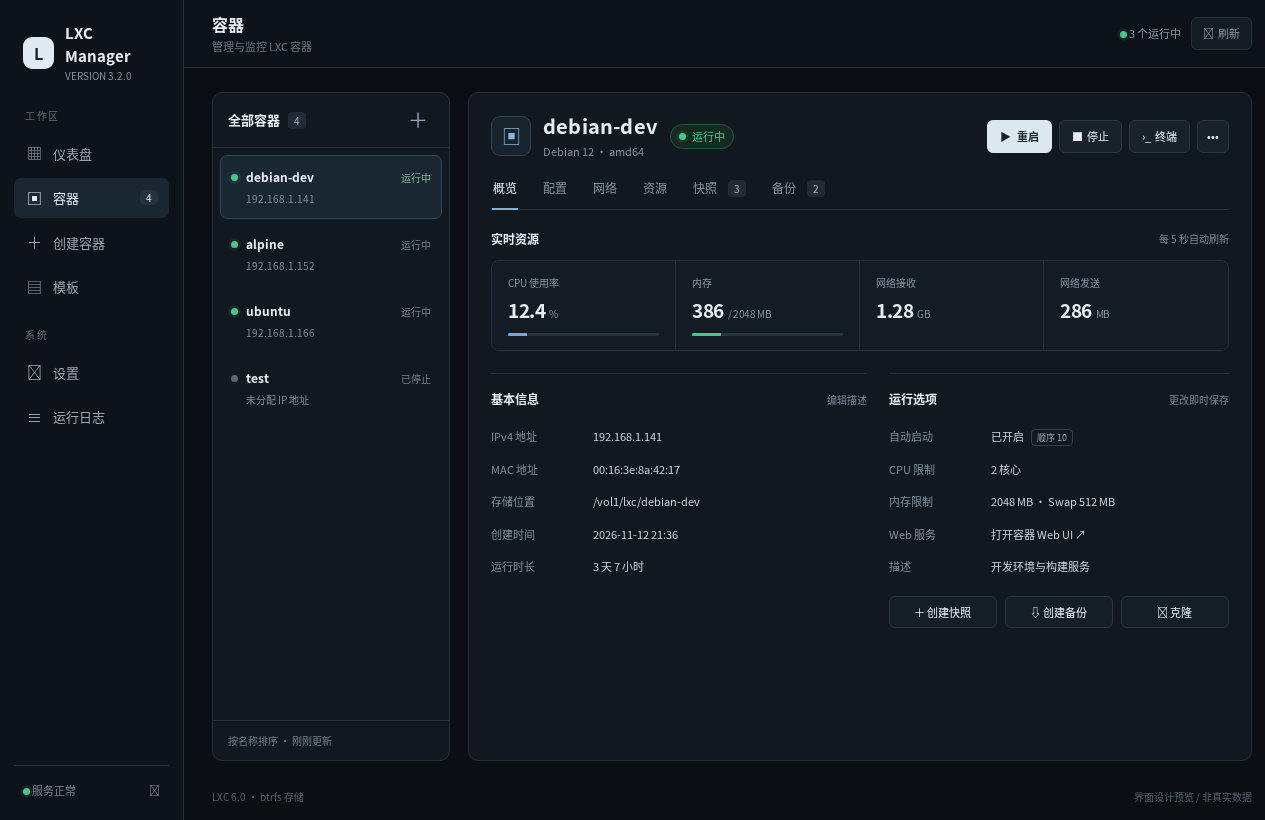 L
LXC
Manager
VERSION 3.2.0
工作区
仪表盘
容器 4
创建容器
模板
系统
设置
运行日志
服务正常
容器
管理与监控 LXC 容器
3 个运行中
刷新
全部容器 4
debian-dev 运行中
192.168.1.141
alpine 运行中
192.168.1.152
ubuntu 运行中
192.168.1.166
test 已停止
未分配 IP 地址
按名称排序 · 刚刚更新
debian-dev 运行中
Debian 12 · amd64
▶ 重启
■ 停止
›_ 终端
•••
概览 配置 网络 资源 快照 3 备份 2
实时资源 每 5 秒自动刷新
CPU 使用率 内存 网络接收 网络发送
12.4 % 386 / 2048 MB 1.28 GB 286 MB
基本信息 编辑描述
IPv4 地址 192.168.1.141
MAC 地址 00:16:3e:8a:42:17
存储位置 /vol1/lxc/debian-dev
创建时间 2026-11-12 21:36
运行时长 3 天 7 小时
运行选项 更改即时保存
自动启动 已开启 顺序 10
CPU 限制 2 核心
内存限制 2048 MB · Swap 512 MB
Web 服务 打开容器 Web UI ↗
描述 开发环境与构建服务
＋ 创建快照
⇩ 创建备份
克隆
LXC 6.0 · btrfs 存储
界面设计预览 / 非真实数据